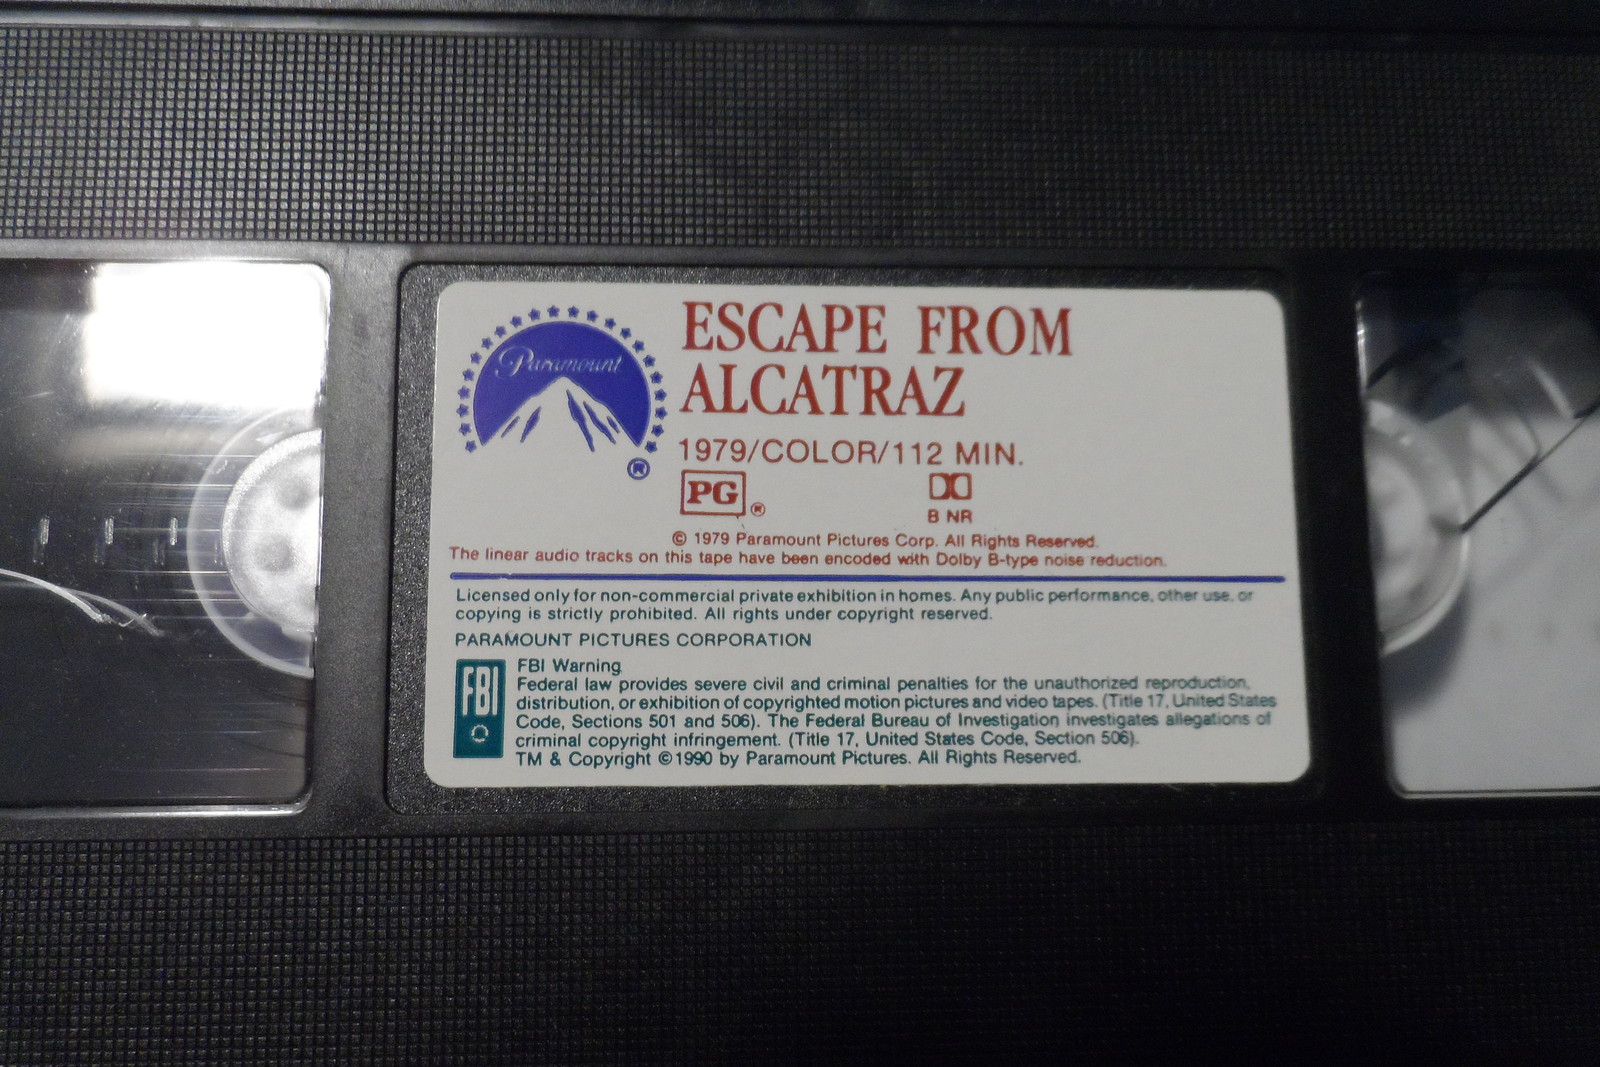 Paramount
®
ESCAPE FROM
ALCATRAZ
1979/COLOR/112 MIN.
PG ®
B NR
© 1979 Paramount Pictures Corp. All Rights Reserved.
The linear audio tracks on this tape have been encoded with Dolby B-type noise reduction.
Licensed only for non-commercial private exhibition in homes. Any public performance, other use, or
copying is strictly prohibited. All rights under copyright reserved.
PARAMOUNT PICTURES CORPORATION
FBI
FBI Warning
Federal law provides severe civil and criminal penalties for the unauthorized reproduction,
distribution, or exhibition of copyrighted motion pictures and video tapes. (Title 17, United States
Code, Sections 501 and 506). The Federal Bureau of Investigation investigates allegations of
criminal copyright infringement. (Title 17, United States Code, Section 506).
TM & Copyright ©1990 by Paramount Pictures. All Rights Reserved.